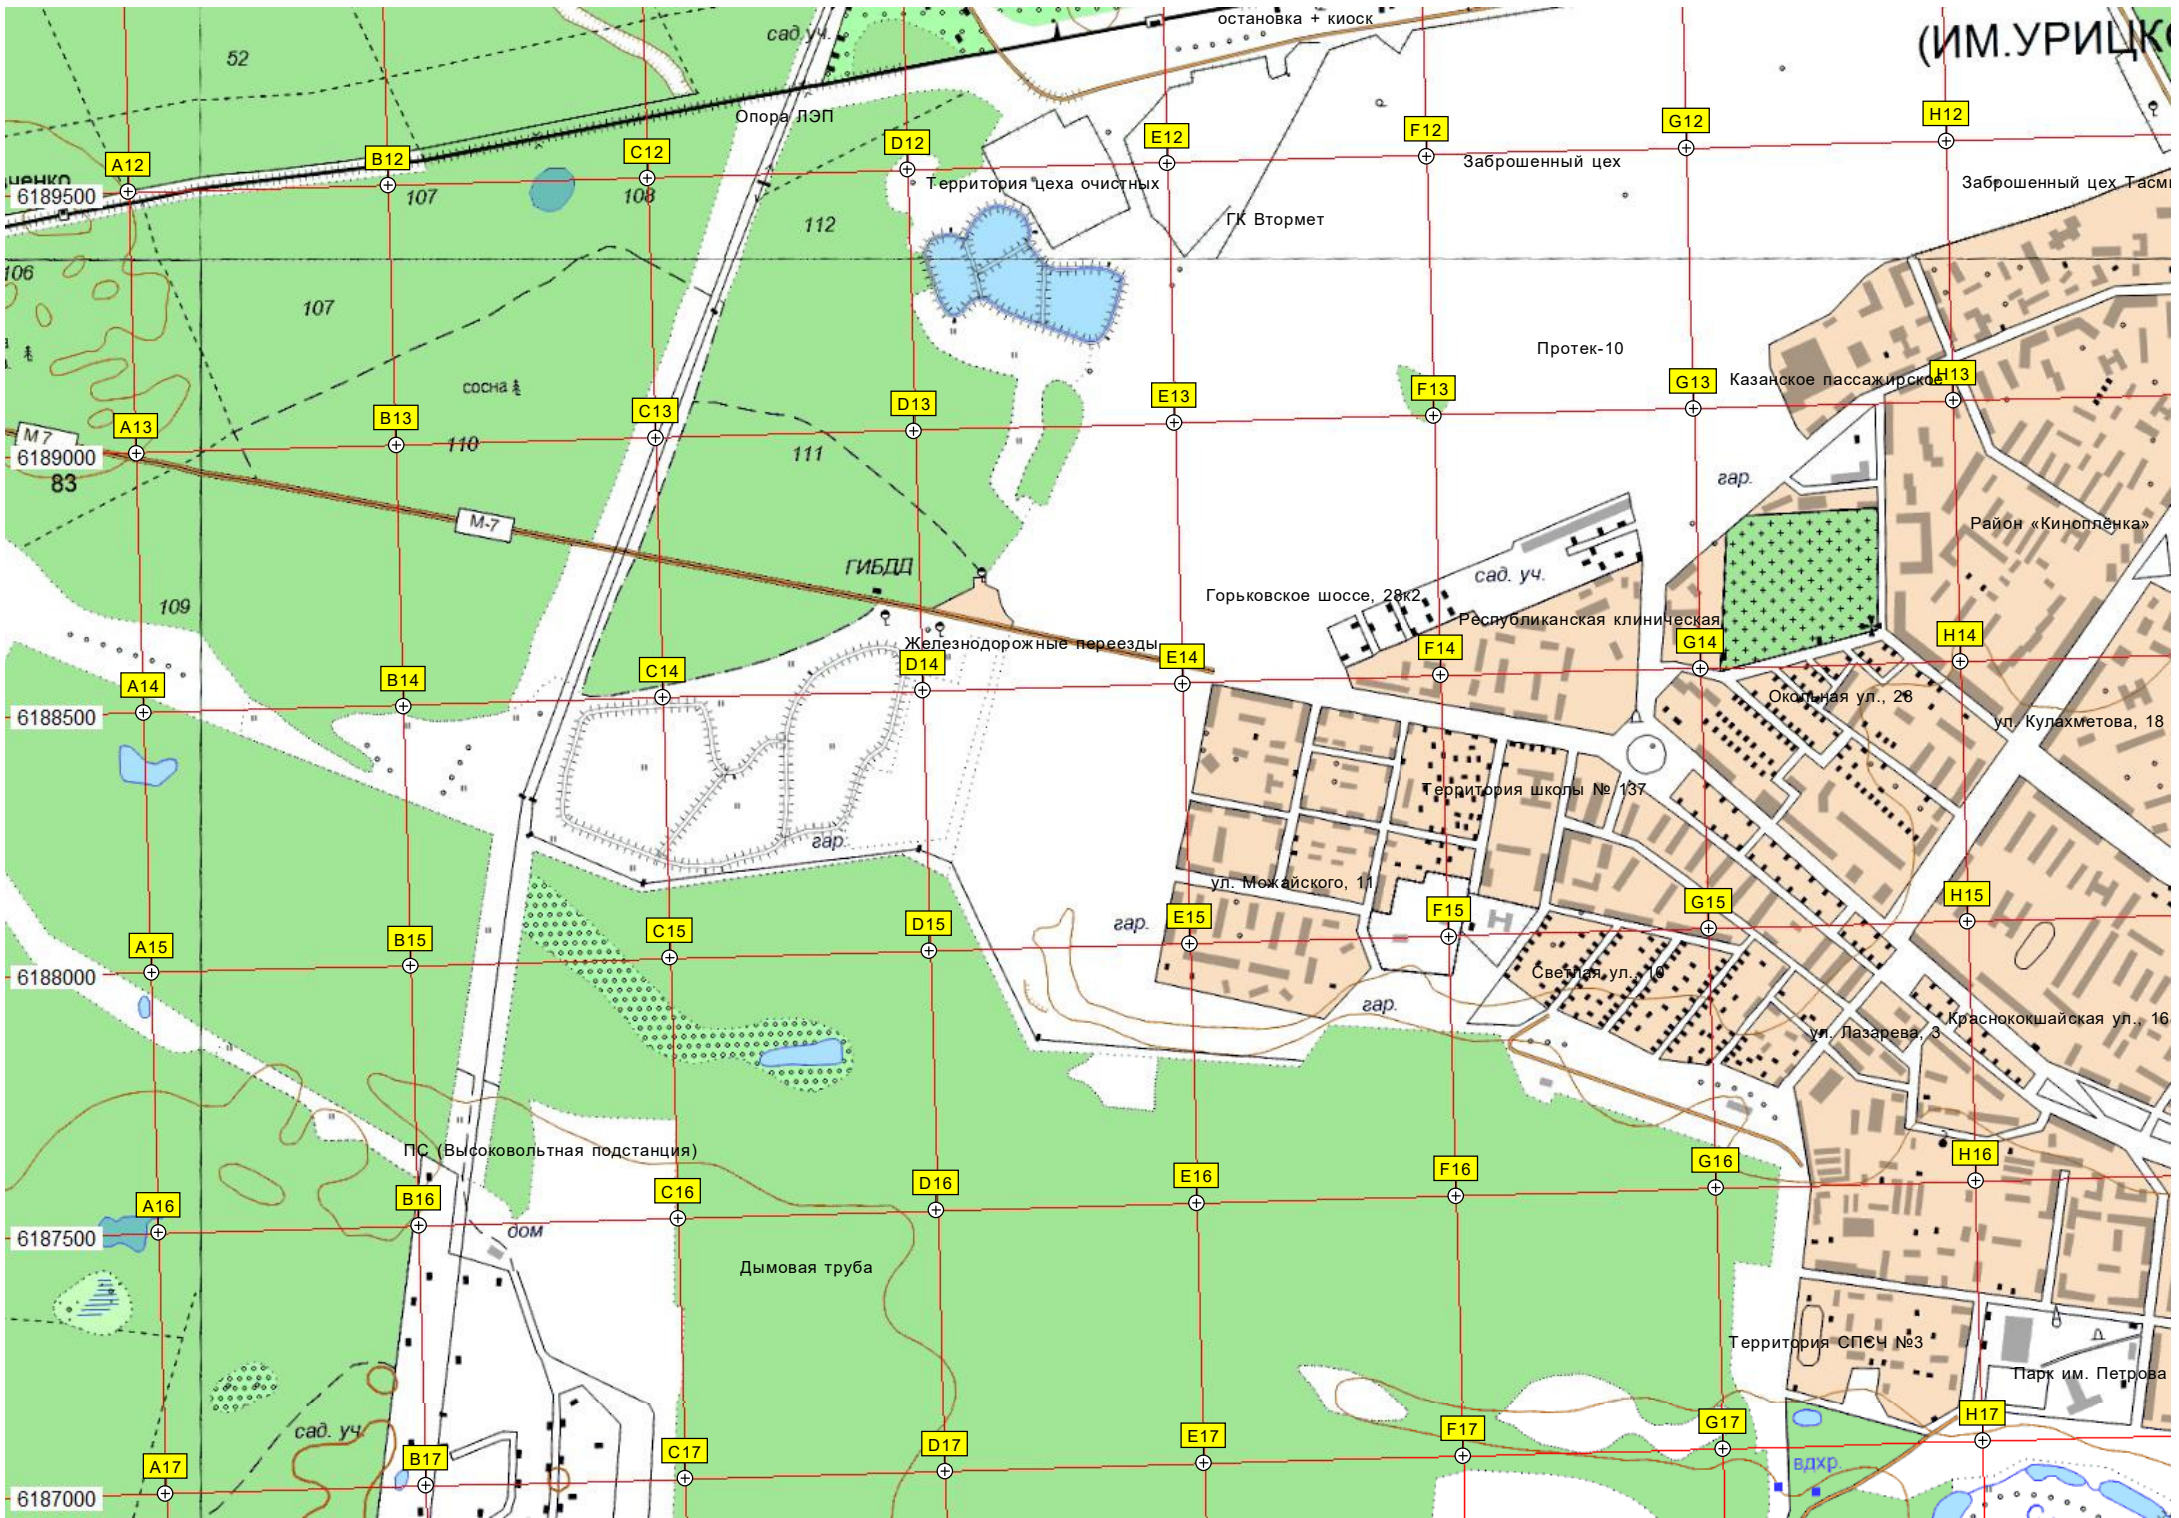 остановка + киоск
(ИМ.УРИЦК
сад.уч.
52
Опора ЛЭП
A12
B12
C12
D12
E12
F12
G12
H12
ченко
6189500
107
108
Территория цеха очистных
Заброшенный цех
Заброшенный цех Тасм
112
ГК Втормет
106
107
Протек-10
сосна
Казанское пассажирское
A13
B13
C13
D13
E13
F13
G13
H13
М 7
6189000
83
110
111
гар.
М-7
Район «Киноплёнка»
ГИБДД
сад. уч.
109
Горьковское шоссе, 28к2
Республиканская клиническая
Железнодорожные переезды
A14
B14
C14
D14
E14
F14
G14
H14
6188500
Окольная ул., 28
ул. Кулахметова, 18
Территория школы № 137
гар.
ул. Можайского, 11
A15
B15
C15
D15
E15
F15
G15
H15
гар.
6188000
Светлая ул., 10
гар.
ул. Лазарева, 3
Краснококшайская ул., 16
ПС (Высоковольтная подстанция)
A16
B16
C16
D16
E16
F16
G16
H16
6187500
дом
Дымовая труба
Территория СПСЧ №3
Парк им. Петрова
сад. уч.
A17
B17
C17
D17
E17
F17
G17
H17
вдхр.
6187000